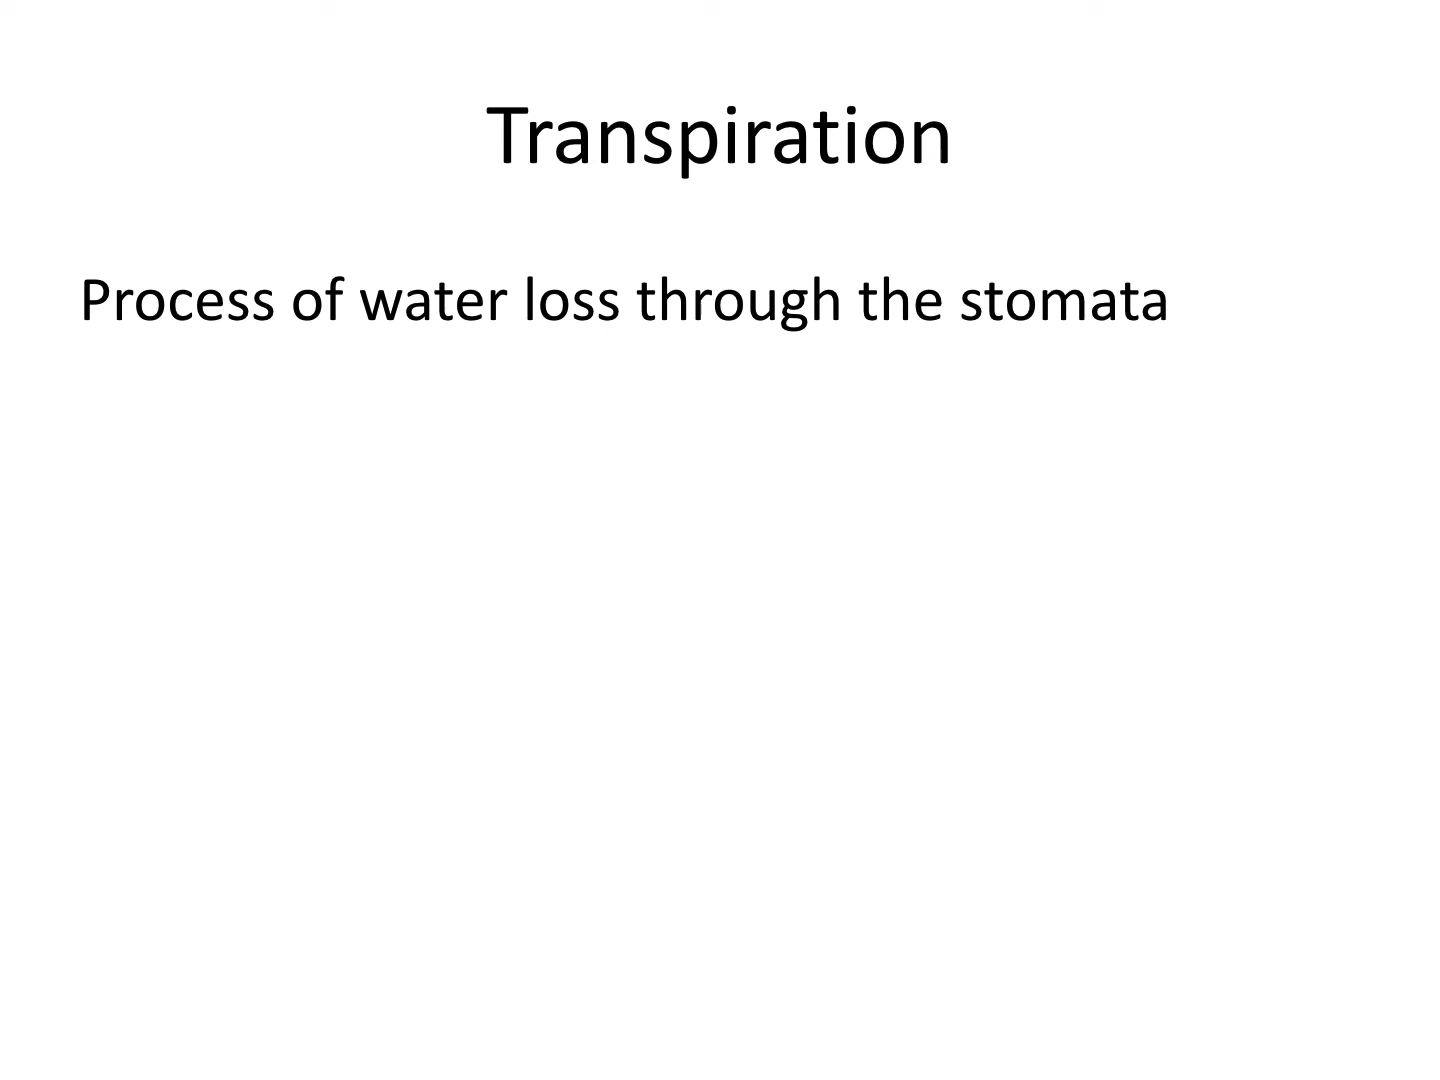 Transpiration
Process of water loss through the stomata